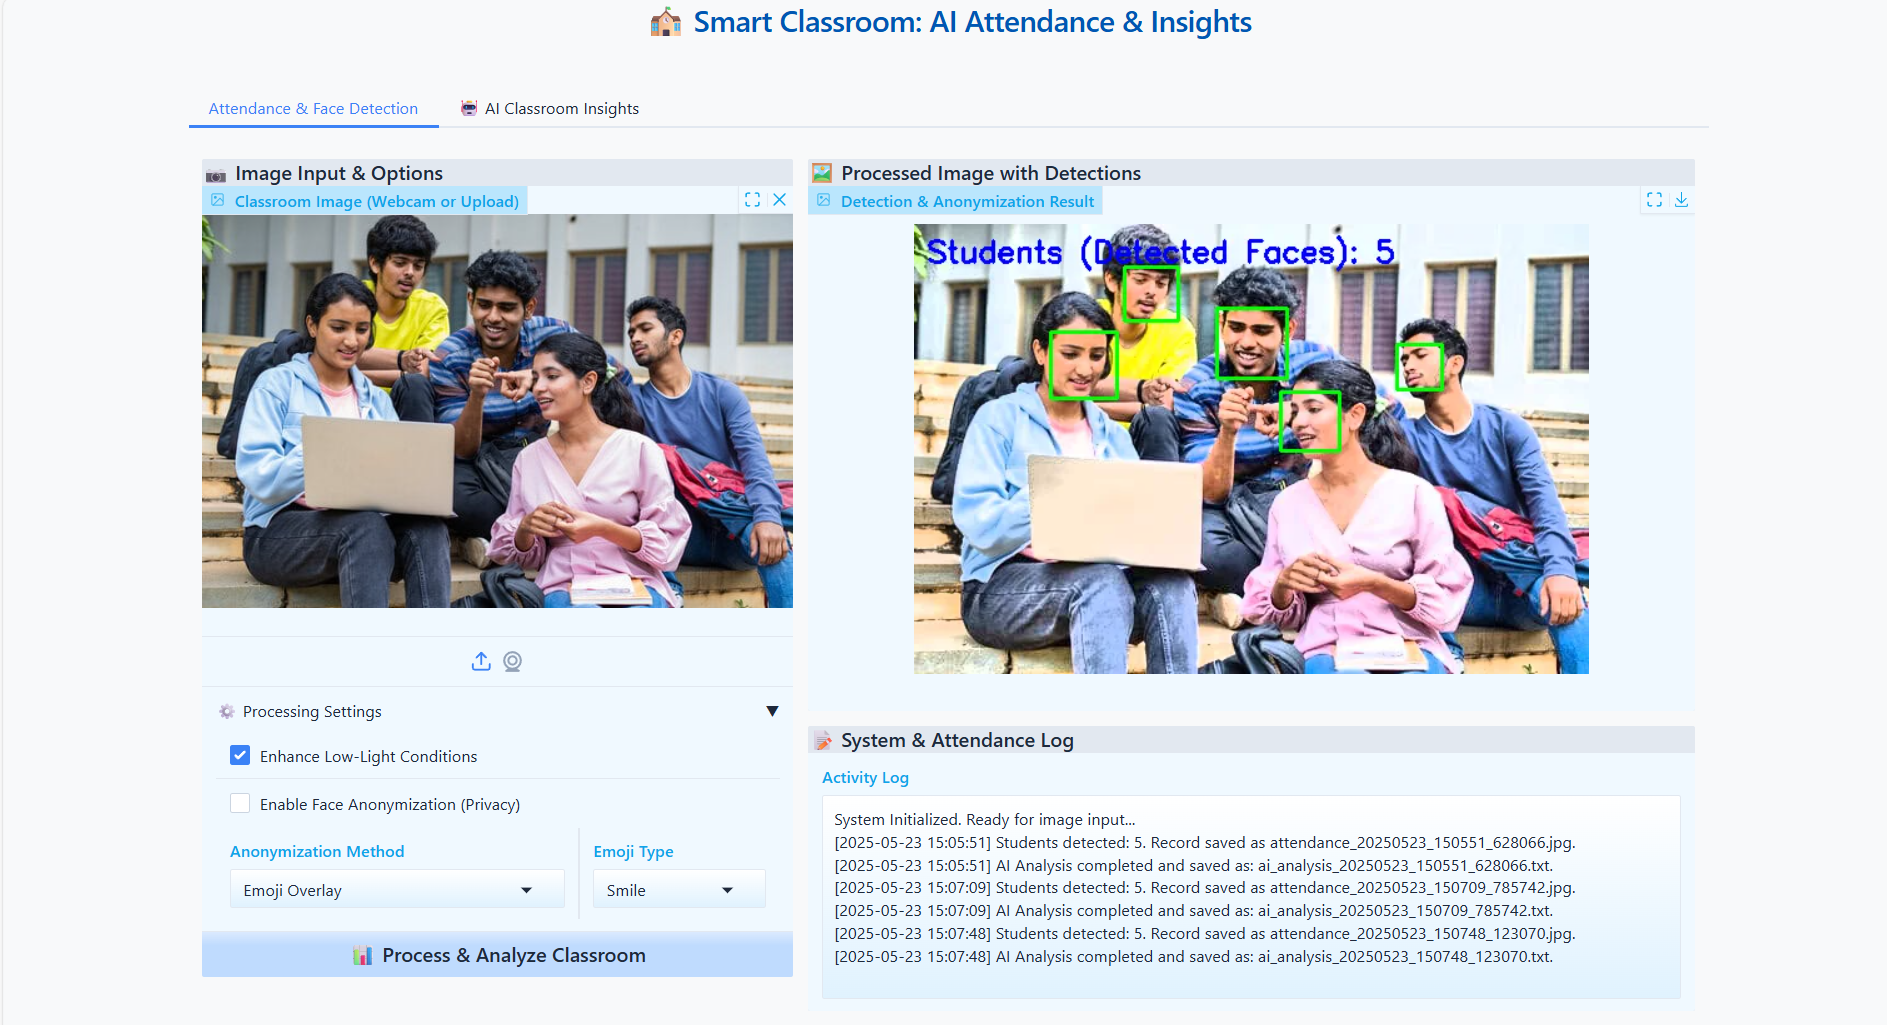 Smart Classroom: AI Attendance & Insights
Attendance & Face Detection
AI Classroom Insights
Image Input & Options
Classroom Image (Webcam or Upload)
Processing Settings
Enhance Low-Light Conditions
Enable Face Anonymization (Privacy)
Anonymization Method
Emoji Type
Emoji Overlay
Smile
Process & Analyze Classroom
Processed Image with Detections
Detection & Anonymization Result
Students (Detected Faces): 5
System & Attendance Log
Activity Log
System Initialized. Ready for image input...
[2025-05-23 15:05:51] Students detected: 5. Record saved as attendance_20250523_150551_628066.jpg.
[2025-05-23 15:05:51] AI Analysis completed and saved as: ai_analysis_20250523_150551_628066.txt.
[2025-05-23 15:07:09] Students detected: 5. Record saved as attendance_20250523_150709_785742.jpg.
[2025-05-23 15:07:09] AI Analysis completed and saved as: ai_analysis_20250523_150709_785742.txt.
[2025-05-23 15:07:48] Students detected: 5. Record saved as attendance_20250523_150748_123070.jpg.
[2025-05-23 15:07:48] AI Analysis completed and saved as: ai_analysis_20250523_150748_123070.txt.